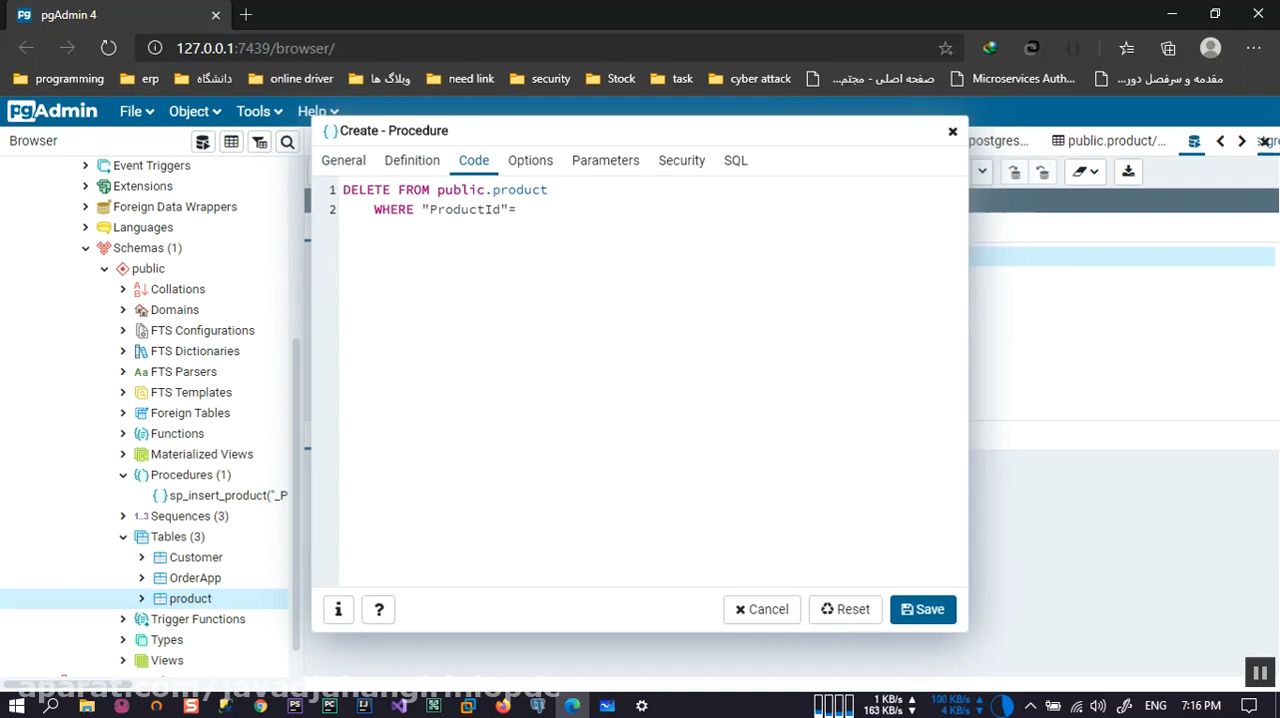 pgAdmin 4
127.0.0.1:7439/browser/
programming erp دانشگاه online driver وبلاگ ها need link security Stock task cyber attack صفحه اصلی - مجتم... Microservices Auth... مقدمه و سرفصل دور...
pgAdmin File Object Tools Help
Browser
Event Triggers
Extensions
Foreign Data Wrappers
Languages
Schemas (1)
public
Collations
Domains
FTS Configurations
FTS Dictionaries
FTS Parsers
FTS Templates
Foreign Tables
Functions
Materialized Views
Procedures (1)
sp_insert_product("_P
Sequences (3)
Tables (3)
Customer
OrderApp
product
Trigger Functions
Types
Views
Create - Procedure
General Definition Code Options Parameters Security SQL
1 DELETE FROM public.product
2 WHERE "ProductId"=
Cancel Reset Save
postgres... public.product/...
1 KB/s 100 KB/s
163 KB/s 42 KB/s
ENG 7:16 PM